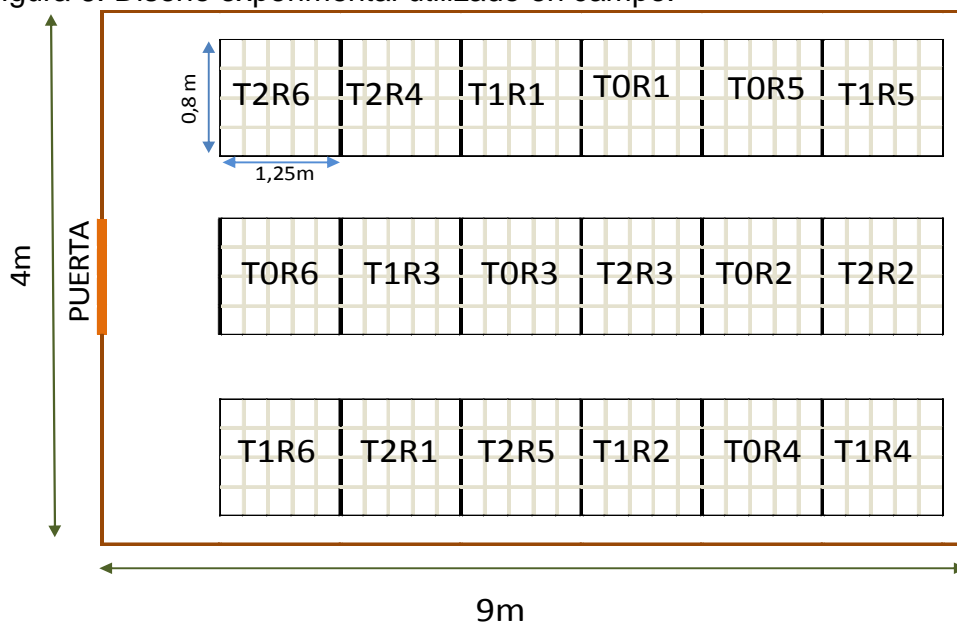 igura 3. Diseño experimental utilizado en campo.
T2R6 T2R4 T1R1 T0R1 T0R5 T1R5
0,8 m
1,25m
4m
PUERTA
T0R6 T1R3 T0R3 T2R3 T0R2 T2R2
T1R6 T2R1 T2R5 T1R2 T0R4 T1R4
9m